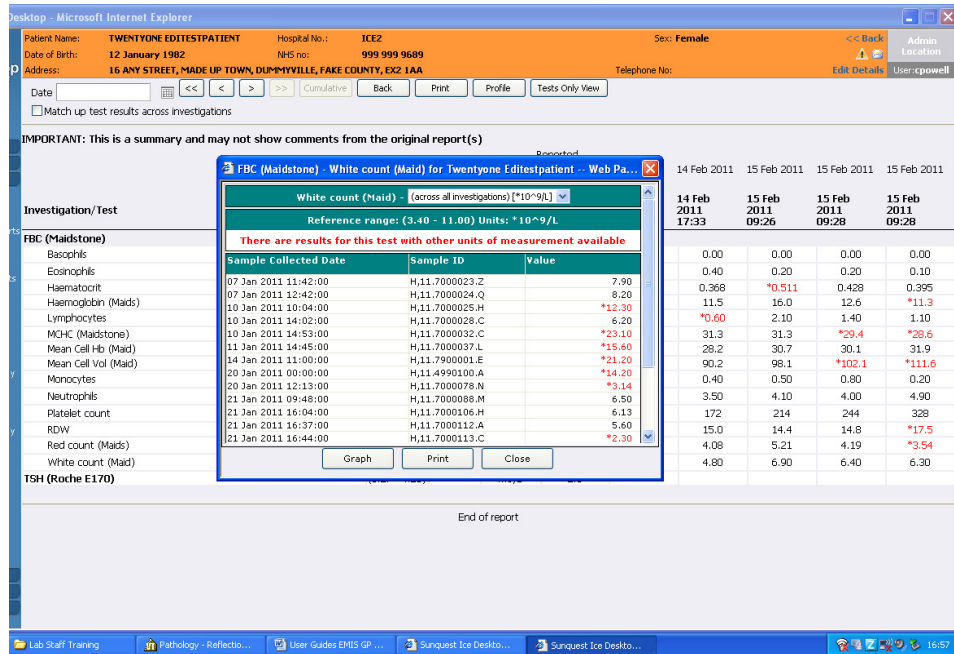 Desktop - Microsoft Internet Explorer
Patient Name: TWENTYONE EDITESTPATIENT Hospital No.: ICE2 Sex: Female << Back Admin Location
Date of Birth: 12 January 1982 NHS no: 999 999 9689
Address: 16 ANY STREET, MADE UP TOWN, DUMMYVILLE, FAKE COUNTY, EX2 1AA Telephone No: Edit Details User:cpowell
Date << < > >> Cumulative Back Print Profile Tests Only View
Match up test results across investigations
IMPORTANT: This is a summary and may not show comments from the original report(s)
Reported
14 Feb 2011 15 Feb 2011 15 Feb 2011 15 Feb 2011
Investigation/Test 14 Feb 2011 17:33 15 Feb 2011 09:26 15 Feb 2011 09:28 15 Feb 2011 09:28
FBC (Maidstone)
Basophils 0.00 0.00 0.00 0.00
Eosinophils 0.40 0.20 0.20 0.10
Haematocrit 0.368 *0.511 0.428 0.395
Haemoglobin (Maids) 11.5 16.0 12.6 *11.3
Lymphocytes *0.60 2.10 1.40 1.10
MCHC (Maidstone) 31.3 31.3 *29.4 *28.6
Mean Cell Hb (Maid) 28.2 30.7 30.1 31.9
Mean Cell Vol (Maid) 90.2 98.1 *102.1 *111.6
Monocytes 0.40 0.50 0.80 0.20
Neutrophils 3.50 4.10 4.00 4.90
Platelet count 172 214 244 328
RDW 15.0 14.4 14.8 *17.5
Red count (Maids) 4.08 5.21 4.19 *3.54
White count (Maid) 4.80 6.90 6.40 6.30
TSH (Roche E170)
End of report
FBC (Maidstone) - White count (Maid) for Twentyone Editestpatient -- Web Pa...
White count (Maid) - (across all investigations) [*10^9/L]
Reference range: (3.40 - 11.00) Units: *10^9/L
There are results for this test with other units of measurement available
Sample Collected Date Sample ID Value
07 Jan 2011 11:42:00 H,11.7000023.Z 7.90
07 Jan 2011 12:42:00 H,11.7000024.Q 8.20
10 Jan 2011 10:04:00 H,11.7000025.H *12.30
10 Jan 2011 14:02:00 H,11.7000028.C 6.20
10 Jan 2011 14:53:00 H,11.7000032.C *23.10
11 Jan 2011 14:45:00 H,11.7000037.L *15.60
14 Jan 2011 11:00:00 H,11.7900001.E *21.20
20 Jan 2011 00:00:00 H,11.4990100.A *14.20
20 Jan 2011 12:13:00 H,11.7000078.N *3.14
21 Jan 2011 09:48:00 H,11.7000088.M 6.50
21 Jan 2011 16:04:00 H,11.7000106.H 6.13
21 Jan 2011 16:37:00 H,11.7000112.A 5.60
21 Jan 2011 16:44:00 H,11.7000113.C *2.30
Graph Print Close
Lab Staff Training Pathology - Reflectio... User Guides EMIS GP ... Sunquest Ice Deskto... Sunquest Ice Deskto... 16:57